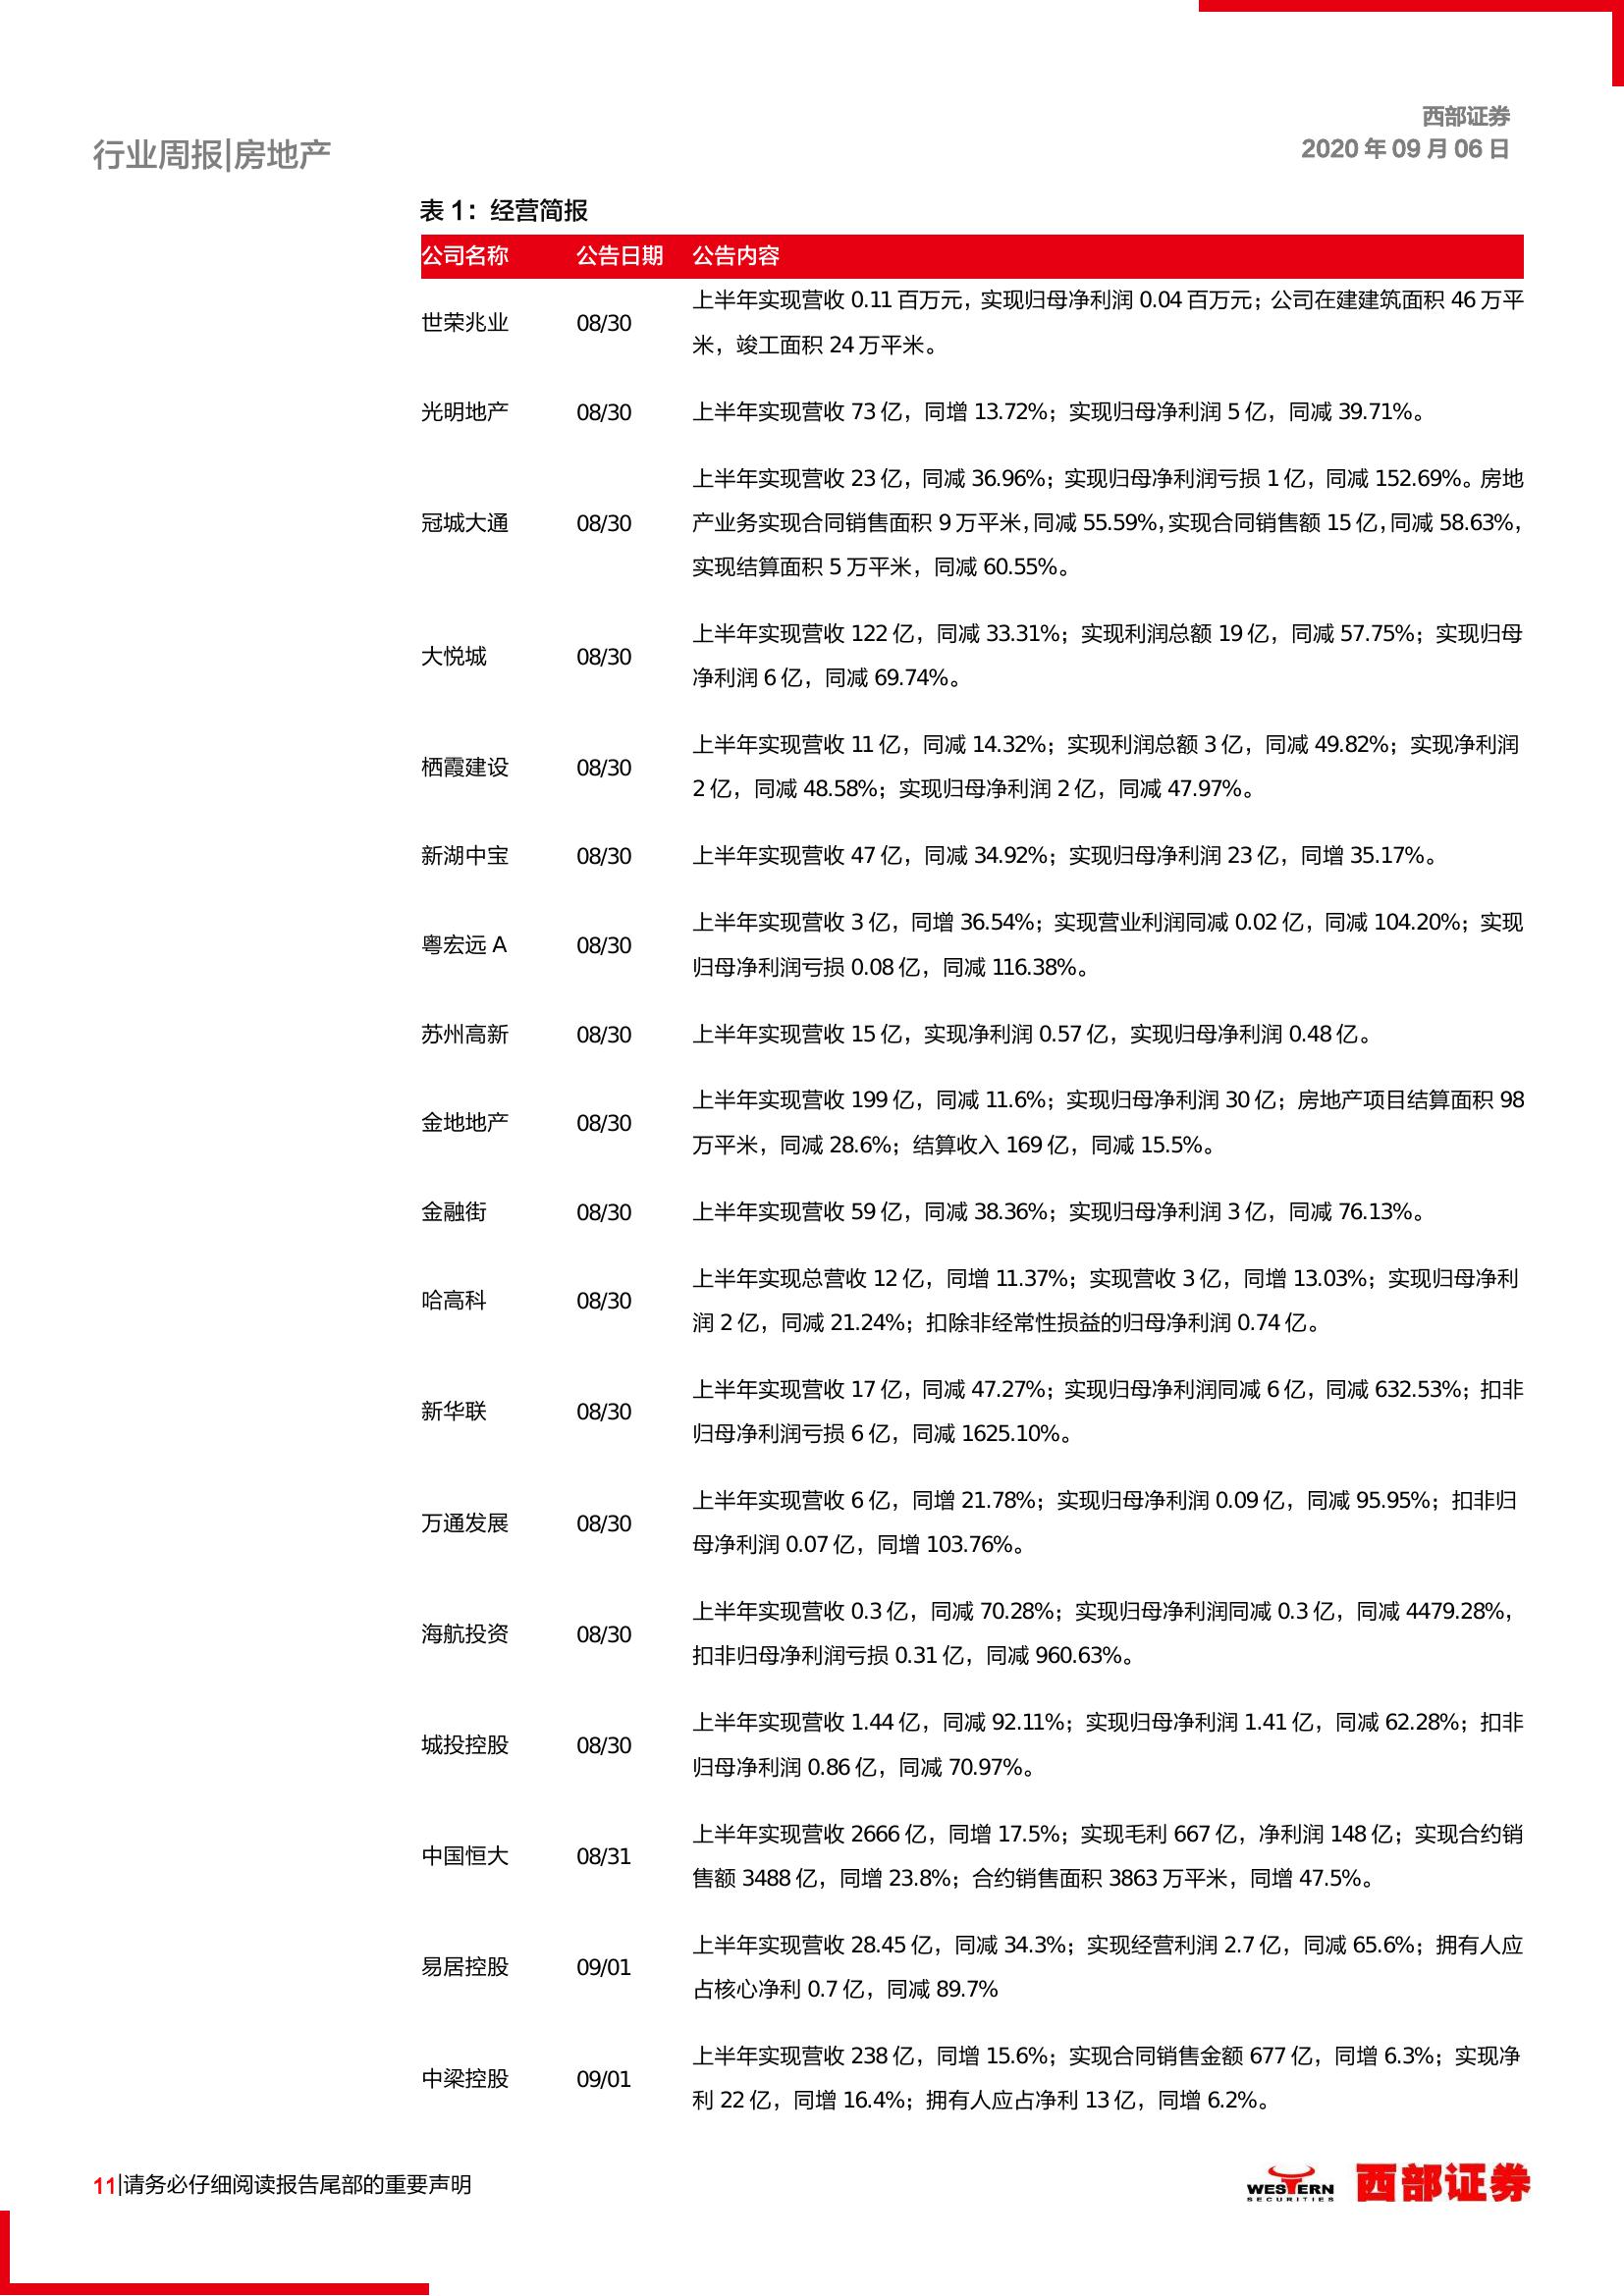 西部证券
行业周报|房地产
2020 年 09 月 06 日
表 1：经营简报
公司名称 公告日期 公告内容
世荣兆业 08/30 上半年实现营收 0.11 百万元，实现归母净利润 0.04 百万元；公司在建建筑面积 46 万平
米，竣工面积 24 万平米。
光明地产 08/30 上半年实现营收 73 亿，同增 13.72%；实现归母净利润 5 亿，同减 39.71%。
冠城大通 08/30 上半年实现营收 23 亿，同减 36.96%；实现归母净利润亏损 1 亿，同减 152.69%。房地
产业务实现合同销售面积 9 万平米，同减 55.59%，实现合同销售额 15 亿，同减 58.63%，
实现结算面积 5 万平米，同减 60.55%。
大悦城 08/30 上半年实现营收 122 亿，同减 33.31%；实现利润总额 19 亿，同减 57.75%；实现归母
净利润 6 亿，同减 69.74%。
栖霞建设 08/30 上半年实现营收 11 亿，同减 14.32%；实现利润总额 3 亿，同减 49.82%；实现净利润
2 亿，同减 48.58%；实现归母净利润 2 亿，同减 47.97%。
新湖中宝 08/30 上半年实现营收 47 亿，同减 34.92%；实现归母净利润 23 亿，同增 35.17%。
粤宏远 A 08/30 上半年实现营收 3 亿，同增 36.54%；实现营业利润同减 0.02 亿，同减 104.20%；实现
归母净利润亏损 0.08 亿，同减 116.38%。
苏州高新 08/30 上半年实现营收 15 亿，实现净利润 0.57 亿，实现归母净利润 0.48 亿。
金地地产 08/30 上半年实现营收 199 亿，同减 11.6%；实现归母净利润 30 亿；房地产项目结算面积 98
万平米，同减 28.6%；结算收入 169 亿，同减 15.5%。
金融街 08/30 上半年实现营收 59 亿，同减 38.36%；实现归母净利润 3 亿，同减 76.13%。
哈高科 08/30 上半年实现总营收 12 亿，同增 11.37%；实现营收 3 亿，同增 13.03%；实现归母净利
润 2 亿，同减 21.24%；扣除非经常性损益的归母净利润 0.74 亿。
新华联 08/30 上半年实现营收 17 亿，同减 47.27%；实现归母净利润同减 6 亿，同减 632.53%；扣非
归母净利润亏损 6 亿，同减 1625.10%。
万通发展 08/30 上半年实现营收 6 亿，同增 21.78%；实现归母净利润 0.09 亿，同减 95.95%；扣非归
母净利润 0.07 亿，同增 103.76%。
海航投资 08/30 上半年实现营收 0.3 亿，同减 70.28%；实现归母净利润同减 0.3 亿，同减 4479.28%，
扣非归母净利润亏损 0.31 亿，同减 960.63%。
城投控股 08/30 上半年实现营收 1.44 亿，同减 92.11%；实现归母净利润 1.41 亿，同减 62.28%；扣非
归母净利润 0.86 亿，同减 70.97%。
中国恒大 08/31 上半年实现营收 2666 亿，同增 17.5%；实现毛利 667 亿，净利润 148 亿；实现合约销
售额 3488 亿，同增 23.8%；合约销售面积 3863 万平米，同增 47.5%。
易居控股 09/01 上半年实现营收 28.45 亿，同减 34.3%；实现经营利润 2.7 亿，同减 65.6%；拥有人应
占核心净利 0.7 亿，同减 89.7%
中梁控股 09/01 上半年实现营收 238 亿，同增 15.6%；实现合同销售金额 677 亿，同增 6.3%；实现净
利 22 亿，同增 16.4%；拥有人应占净利 13 亿，同增 6.2%。
11|请务必仔细阅读报告尾部的重要声明
WESTERN
SECURITIES
西部证券